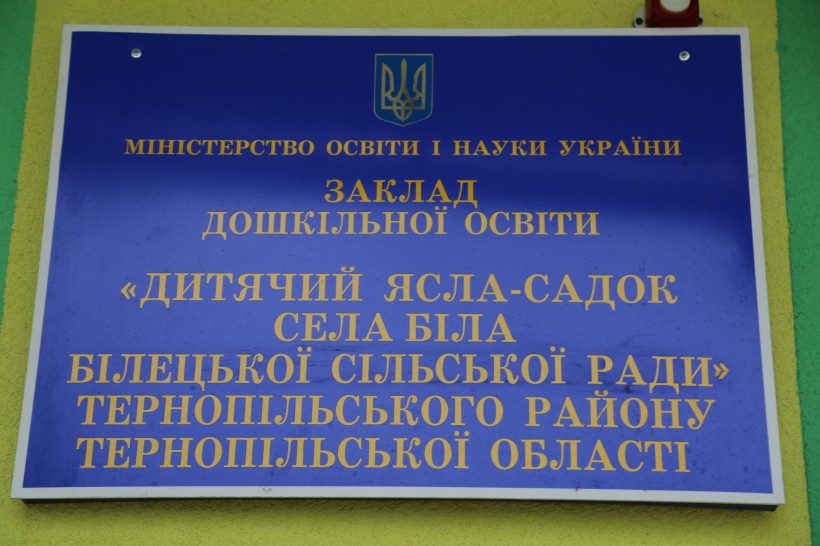 МІНІСТЕРСТВО ОСВІТИ І НАУКИ УКРАЇНИ
ЗАКЛАД
ДОШКІЛЬНОЇ ОСВІТИ
«ДИТЯЧИЙ ЯСЛА-САДОК
СЕЛА БІЛА
БІЛЕЦЬКОЇ СІЛЬСЬКОЇ РАДИ»
ТЕРНОПІЛЬСЬКОГО РАЙОНУ
ТЕРНОПІЛЬСЬКОЇ ОБЛАСТІ